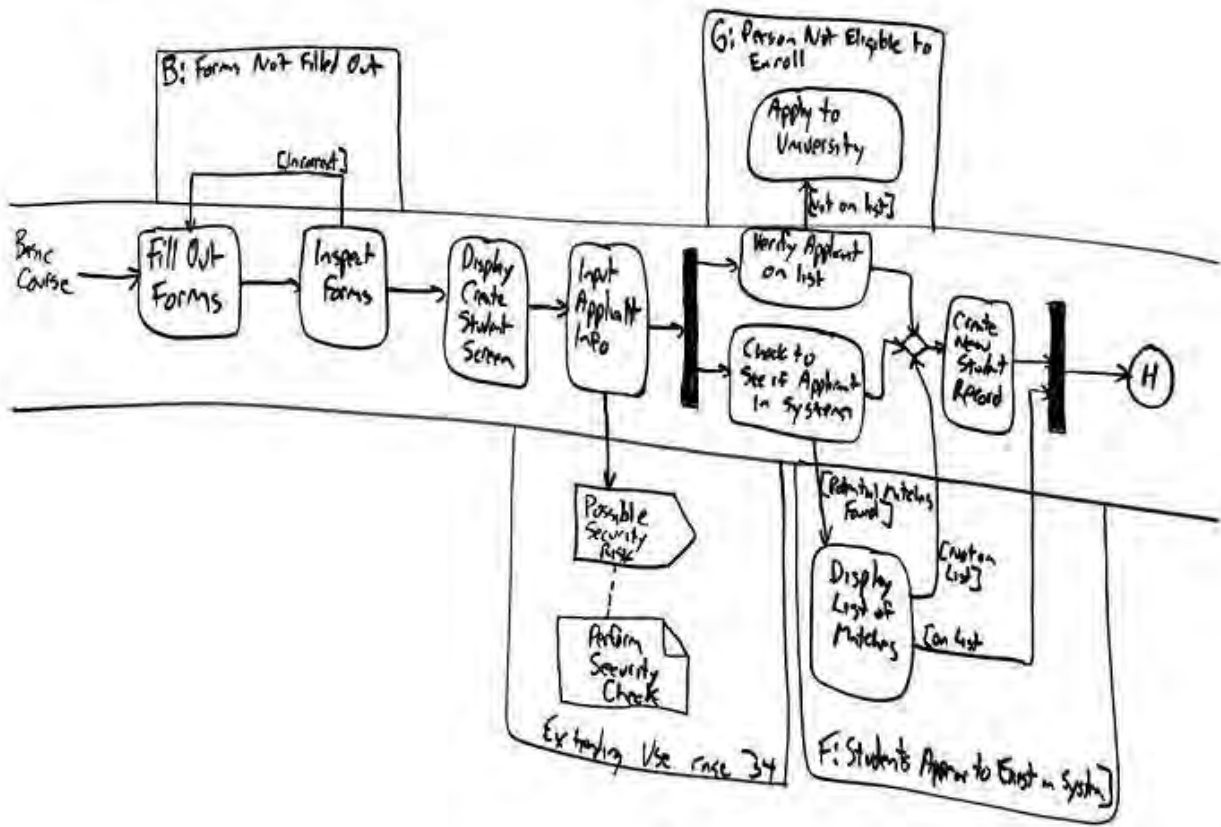 B: Forms Not Filled Out
G: Person Not Eligible to
Enroll
Apply to
University
[Incorrect]
[Not on list]
Basic
Course
Fill Out
Forms
Inspect
Forms
Display
Create
Student
Screen
Input
Applicant
Info
Verify Applicant
on list
Check to
See if Applicant
in System
Create
New
Student
Record
H
Possible
Security
Risk
Perform
Security
Check
Extending Use case 34
[Potential Matches
Found]
Display
List of
Matches
[not on
List]
[on List
F: Students Appear to Exist in System]